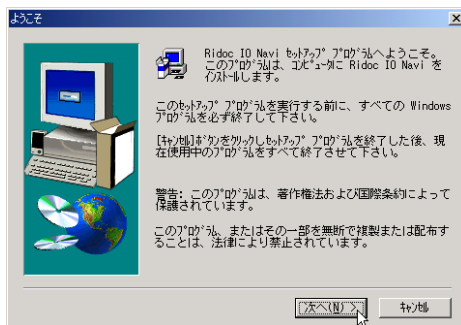 ようこそ
Ridoc IO Navi ｾｯﾄｱｯﾌﾟ ﾌﾟﾛｸﾞﾗﾑへようこそ。
このﾌﾟﾛｸﾞﾗﾑは、ｺﾝﾋﾟｭｰﾀに Ridoc IO Navi を
ｲﾝｽﾄｰﾙします。
このｾｯﾄｱｯﾌﾟ ﾌﾟﾛｸﾞﾗﾑを実行する前に、すべての Windows
ﾌﾟﾛｸﾞﾗﾑを必ず終了して下さい。
[ｷｬﾝｾﾙ]ﾎﾞﾀﾝをｸﾘｯｸしｾｯﾄｱｯﾌﾟ ﾌﾟﾛｸﾞﾗﾑを終了した後、現
在使用中のﾌﾟﾛｸﾞﾗﾑをすべて終了させて下さい。
警告: このﾌﾟﾛｸﾞﾗﾑは、著作権法および国際条約によって
保護されています。
このﾌﾟﾛｸﾞﾗﾑ、またはその一部を無断で複製または配布す
ることは、法律により禁止されています。
次へ(N) >
ｷｬﾝｾﾙ